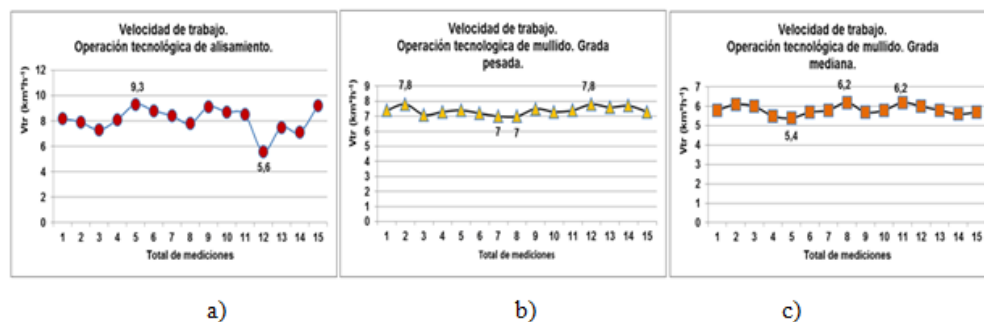 Velocidad de trabajo.
Operación tecnológica de alisamiento.
Vtr (km*h⁻¹)
12
10
8
6
4
2
0
9,3
5,6
1 2 3 4 5 6 7 8 9 10 11 12 13 14 15
Total de mediciones
a)
Velocidad de trabajo.
Operación tecnologica de mullido. Grada
pesada.
Vtr (km*h⁻¹)
9
8
7
6
5
4
3
2
1
0
7,8
7
7
7,8
1 2 3 4 5 6 7 8 9 10 11 12 13 14 15
Total de mediciones
b)
Velocidad de trabajo.
Operación tecnológica de mullido. Grada
mediana.
Vtr (km*h⁻¹)
7
6
5
4
3
2
1
0
5,4
6,2
6,2
1 2 3 4 5 6 7 8 9 10 11 12 13 14 15
Total de mediciones
c)